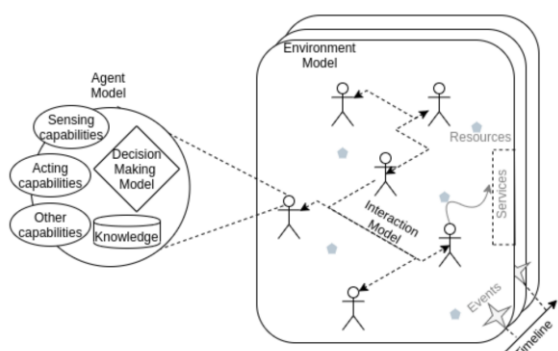 Environment
Model
Agent
Model
Sensing
capabilities
Decision
Making
Model
Acting
capabilities
Other
capabilities
Knowledge
Resources
Services
Interaction
Model
Events
Timeline